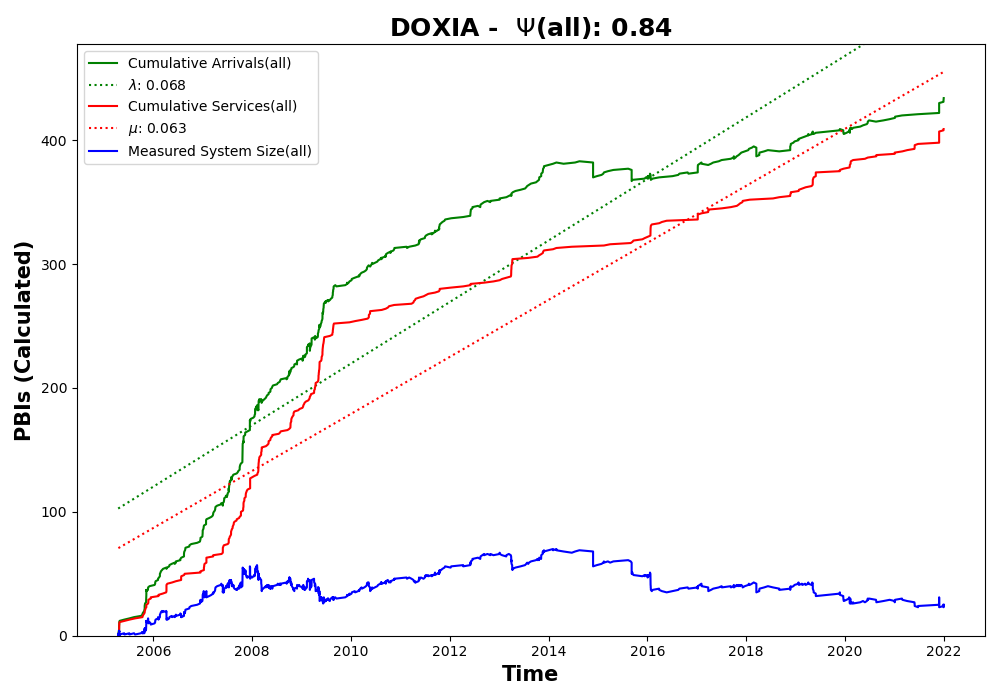 DOXIA - Ψ(all): 0.84
Cumulative Arrivals(all)
λ: 0.068
Cumulative Services(all)
μ: 0.063
Measured System Size(all)
PBIs (Calculated)
400
300
200
100
0
2006 2008 2010 2012 2014 2016 2018 2020 2022
Time